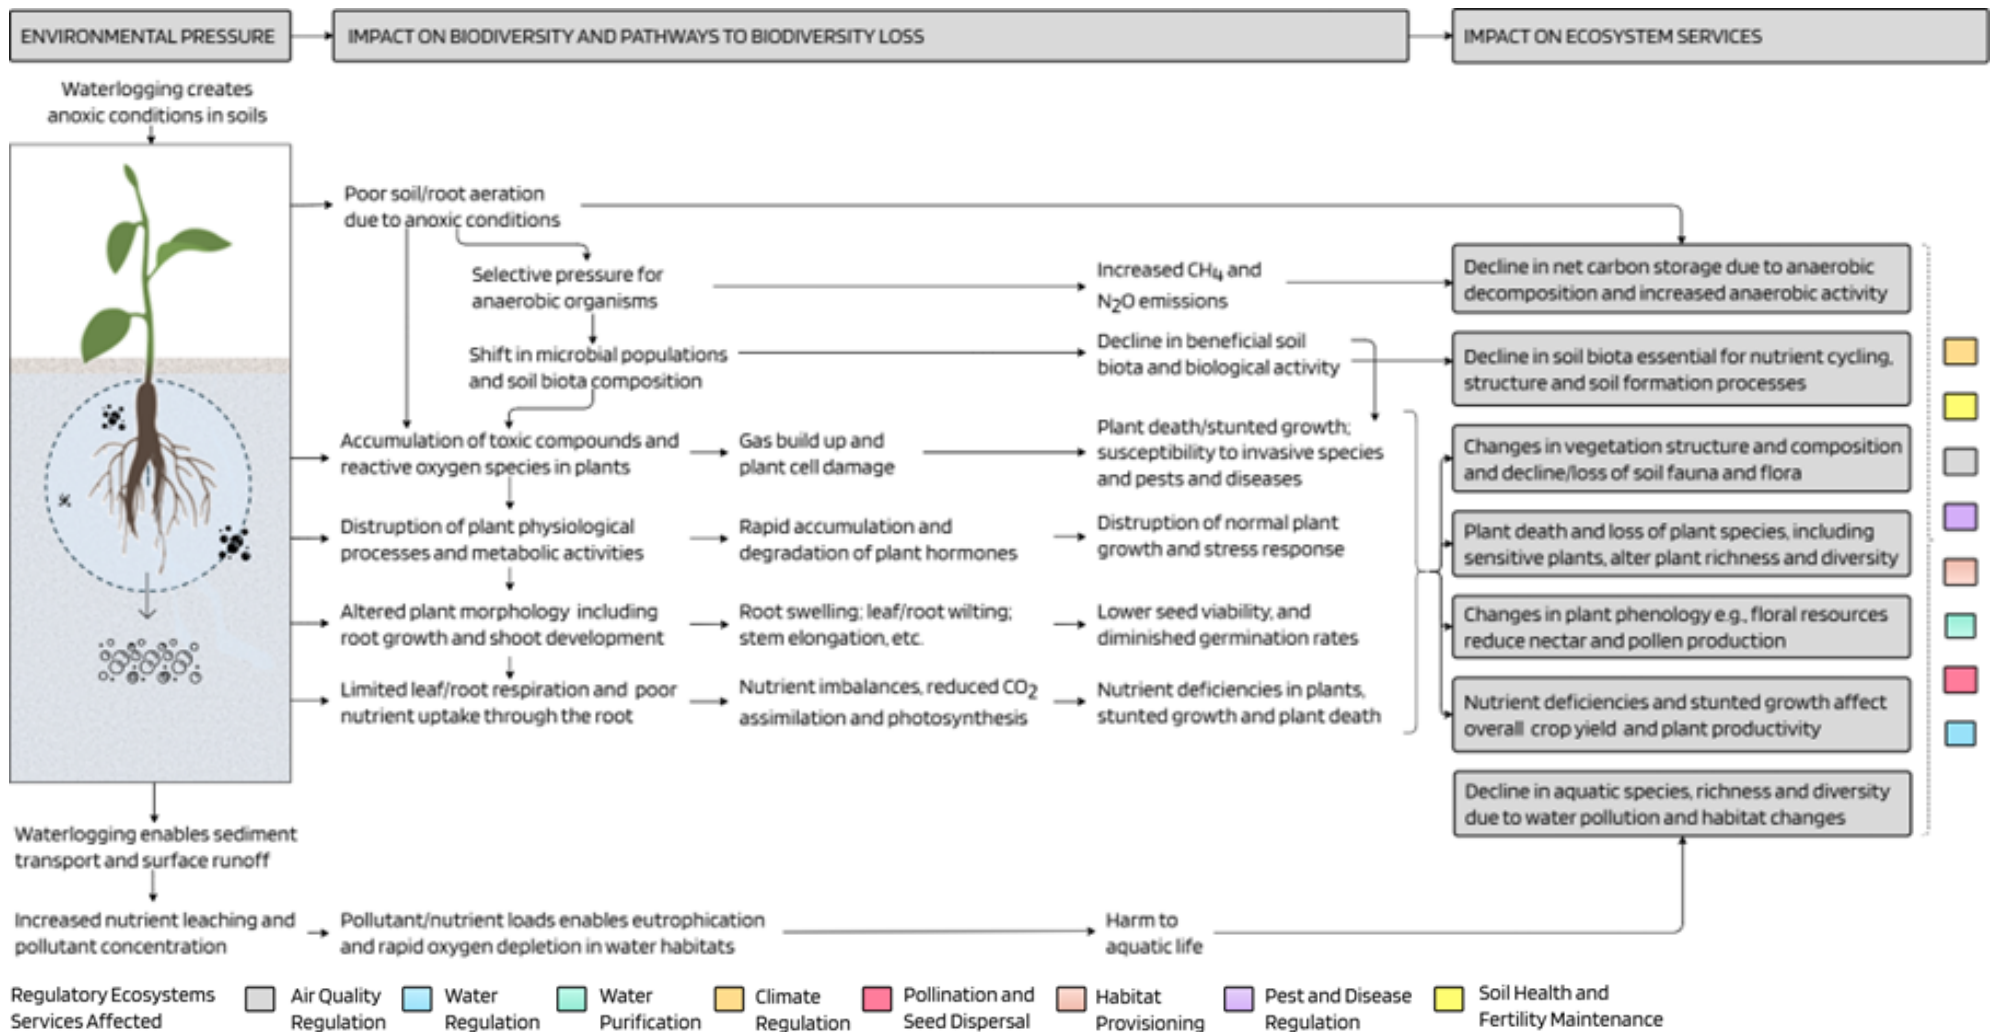 ENVIRONMENTAL PRESSURE
IMPACT ON BIODIVERSITY AND PATHWAYS TO BIODIVERSITY LOSS
IMPACT ON ECOSYSTEM SERVICES
Waterlogging creates
anoxic conditions in soils
Poor soil/root aeration
due to anoxic conditions
Selective pressure for
anaerobic organisms
Increased CH4 and
N2O emissions
Decline in net carbon storage due to anaerobic
decomposition and increased anaerobic activity
Shift in microbial populations
and soil biota composition
Decline in beneficial soil
biota and biological activity
Decline in soil biota essential for nutrient cycling,
structure and soil formation processes
Accumulation of toxic compounds and
reactive oxygen species in plants
Gas build up and
plant cell damage
Plant death/stunted growth;
susceptibility to invasive species
and pests and diseases
Changes in vegetation structure and composition
and decline/loss of soil fauna and flora
Distruption of plant physiological
processes and metabolic activities
Rapid accumulation and
degradation of plant hormones
Distruption of normal plant
growth and stress response
Plant death and loss of plant species, including
sensitive plants, alter plant richness and diversity
Altered plant morphology including
root growth and shoot development
Root swelling; leaf/root wilting;
stem elongation, etc.
Lower seed viability, and
diminished germination rates
Changes in plant phenology e.g., floral resources
reduce nectar and pollen production
Limited leaf/root respiration and poor
nutrient uptake through the root
Nutrient imbalances, reduced CO2
assimilation and photosynthesis
Nutrient deficiencies in plants,
stunted growth and plant death
Nutrient deficiencies and stunted growth affect
overall crop yield and plant productivity
Decline in aquatic species, richness and diversity
due to water pollution and habitat changes
Waterlogging enables sediment
transport and surface runoff
Increased nutrient leaching and
pollutant concentration
Pollutant/nutrient loads enables eutrophication
and rapid oxygen depletion in water habitats
Harm to
aquatic life
Regulatory Ecosystems
Services Affected
Air Quality
Regulation
Water
Regulation
Water
Purification
Climate
Regulation
Pollination and
Seed Dispersal
Habitat
Provisioning
Pest and Disease
Regulation
Soil Health and
Fertility Maintenance